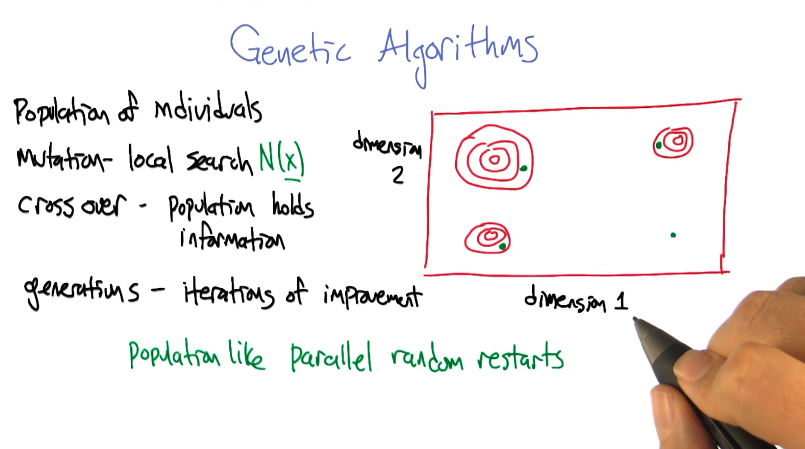 Genetic Algorithms
Population of individuals
mutation - local search N(x)
cross over - population holds
information
generations - iterations of improvement
population like parallel random restarts
dimension
2
dimension 1